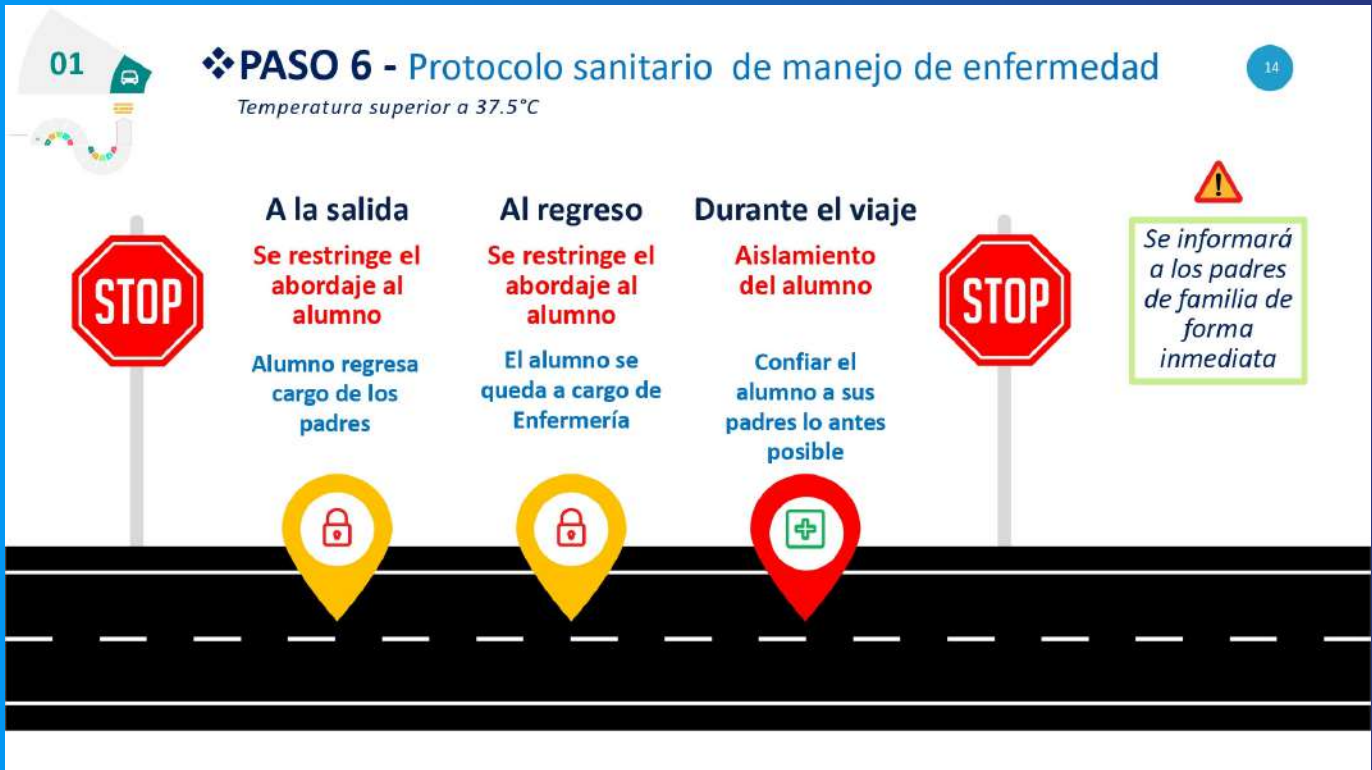 01
❖PASO 6 - Protocolo sanitario de manejo de enfermedad
14
Temperatura superior a 37.5°C
STOP
A la salida
Se restringe el
abordaje al
alumno
Alumno regresa
cargo de los
padres
Al regreso
Se restringe el
abordaje al
alumno
El alumno se
queda a cargo de
Enfermería
Durante el viaje
Aislamiento
del alumno
Confiar el
alumno a sus
padres lo antes
posible
STOP
Se informará
a los padres
de familia de
forma
inmediata